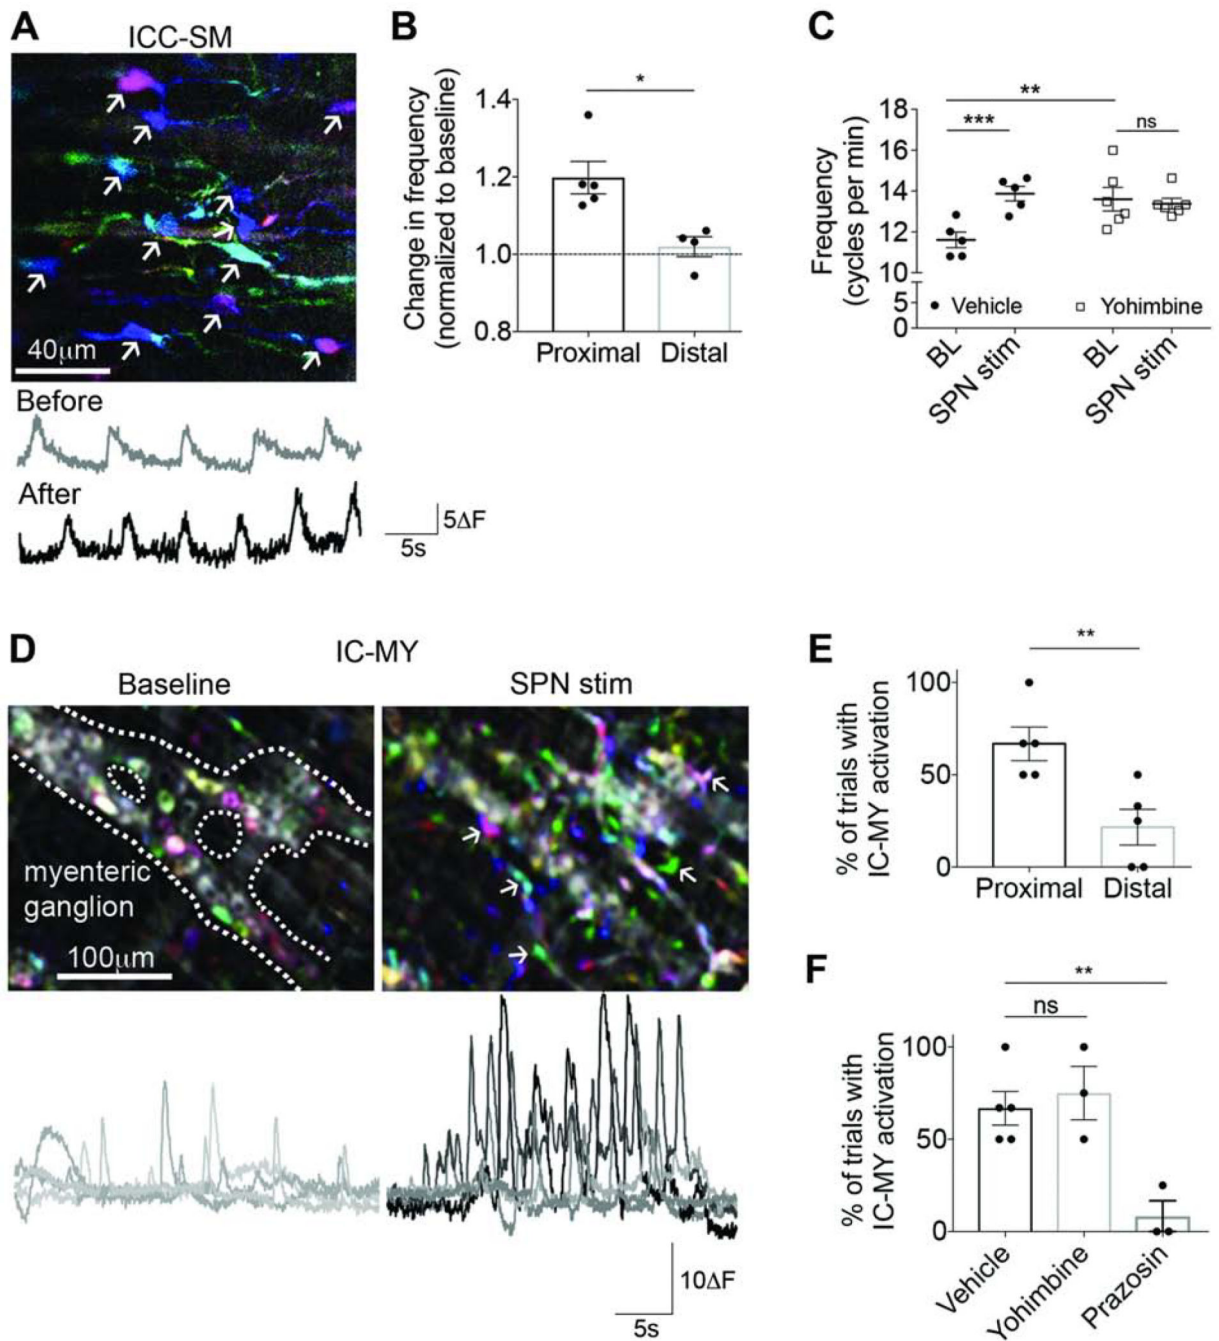 A
ICC-SM
40μm
Before
After
5ΔF
5s
B
*
Change in frequency
(normalized to baseline)
1.4
1.2
1.0
0.8
Proximal
Distal
C
**
***
ns
Frequency
(cycles per min)
18
16
14
12
10
5
0
Vehicle
Yohimbine
BL
SPN stim
BL
SPN stim
D
IC-MY
Baseline
SPN stim
myenteric
ganglion
100μm
10ΔF
5s
E
**
% of trials with
IC-MY activation
100
50
0
Proximal
Distal
F
**
ns
% of trials with
IC-MY activation
100
50
0
Vehicle
Yohimbine
Prazosin